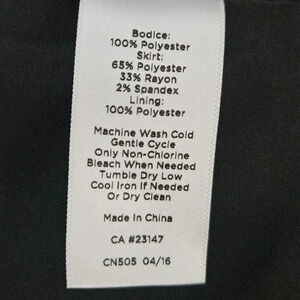 Bodice:
100% Polyester
Skirt:
65% Polyester
33% Rayon
2% Spandex
Lining:
100% Polyester
Machine Wash Cold
Gentle Cycle
Only Non-Chlorine
Bleach When Needed
Tumble Dry Low
Cool Iron If Needed
Or Dry Clean
Made In China
CA #23147
CN505 04/16